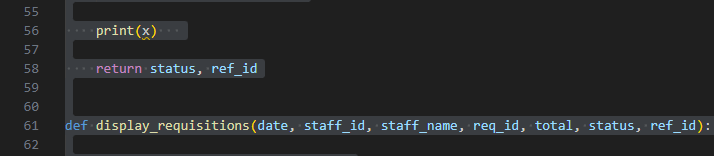 55
56     print(x)
57
58     return status, ref_id
59
60
61 def display_requisitions(date, staff_id, staff_name, req_id, total, status, ref_id):
62